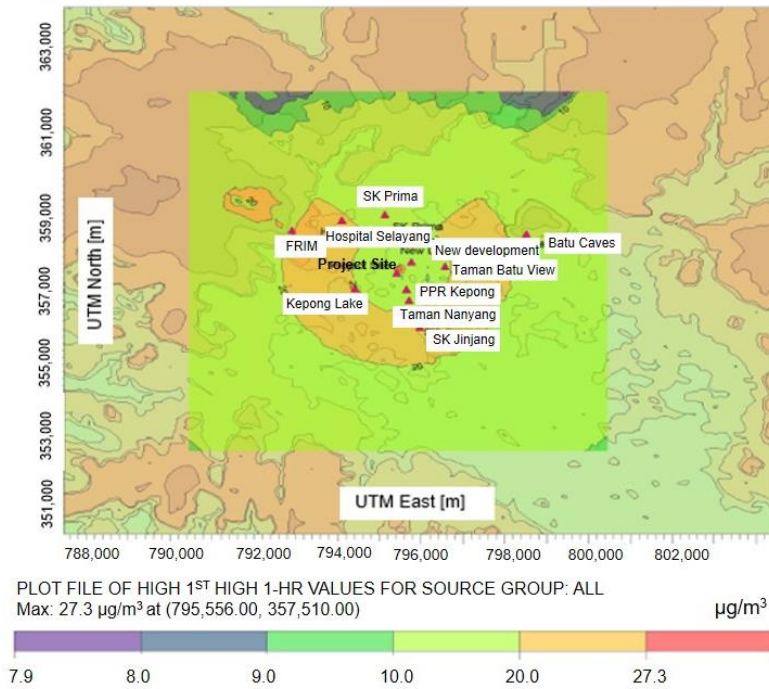 363,000
361,000
359,000
357,000
355,000
353,000
351,000
UTM North [m]
SK Prima
Hospital Selayang
FRIM
New development
Batu Caves
Project Site
Taman Batu View
Kepong Lake
PPR Kepong
Taman Nanyang
SK Jinjang
10
10
20
UTM East [m]
788,000 790,000 792,000 794,000 796,000 798,000 800,000 802,000
PLOT FILE OF HIGH 1ST HIGH 1-HR VALUES FOR SOURCE GROUP: ALL
Max: 27.3 µg/m³ at (795,556.00, 357,510.00)
µg/m³
7.9 8.0 9.0 10.0 20.0 27.3